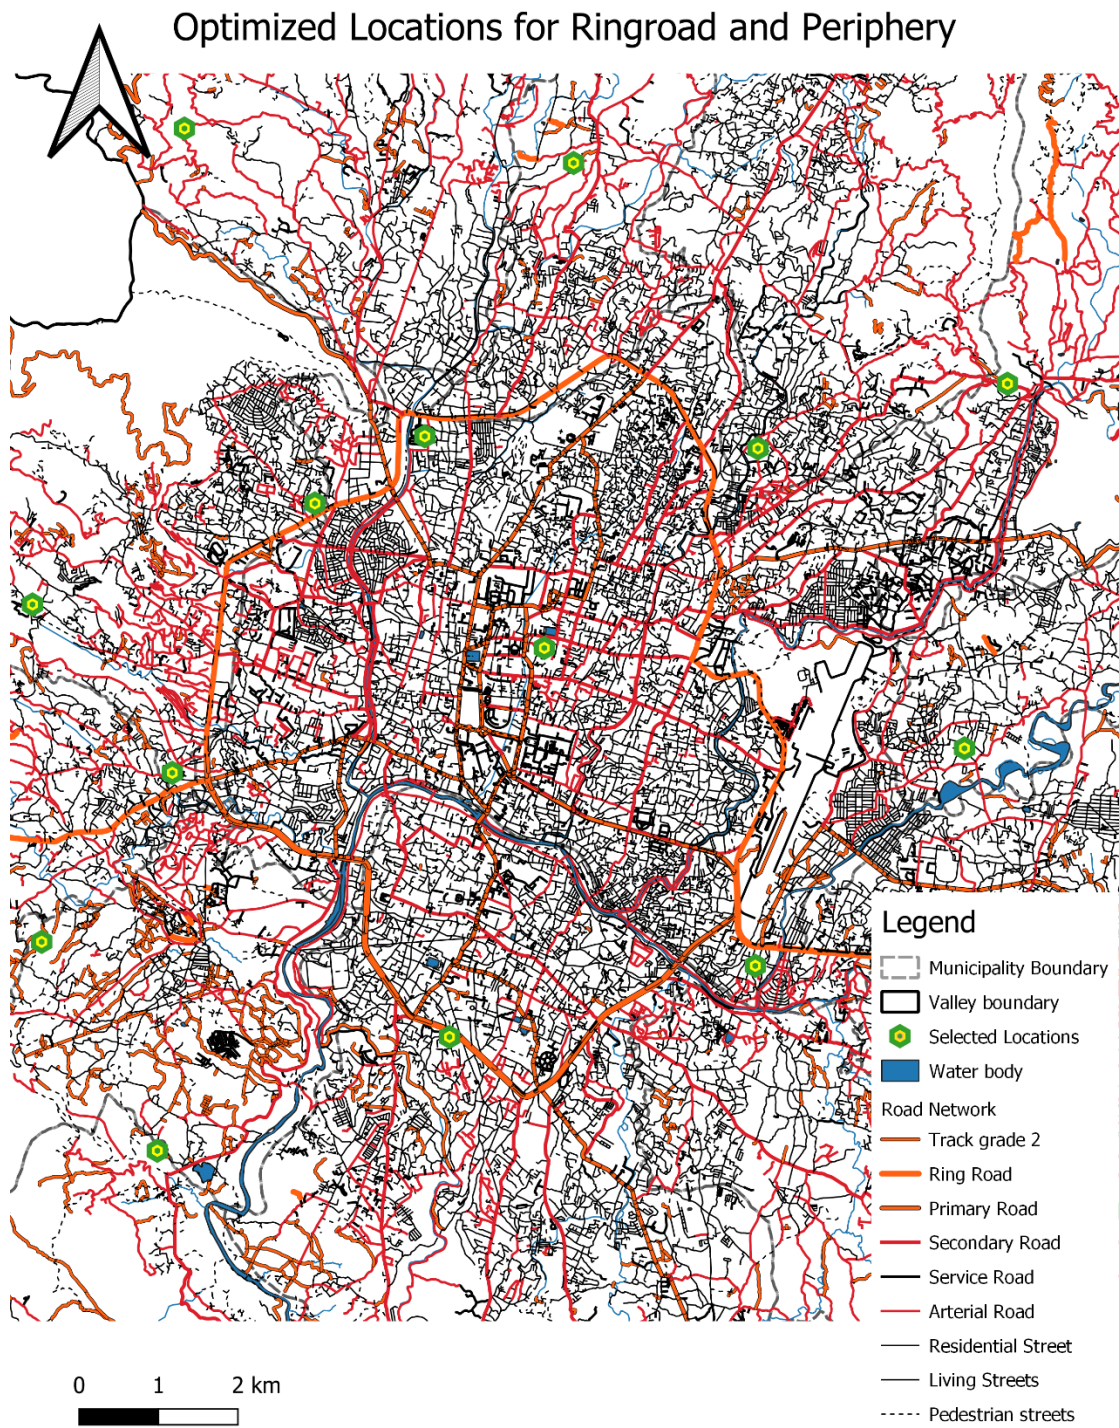 Optimized Locations for Ringroad and Periphery
Legend
Municipality Boundary
Valley boundary
Selected Locations
Water body
Road Network
Track grade 2
Ring Road
Primary Road
Secondary Road
Service Road
Arterial Road
Residential Street
Living Streets
Pedestrian streets
0 1 2 km